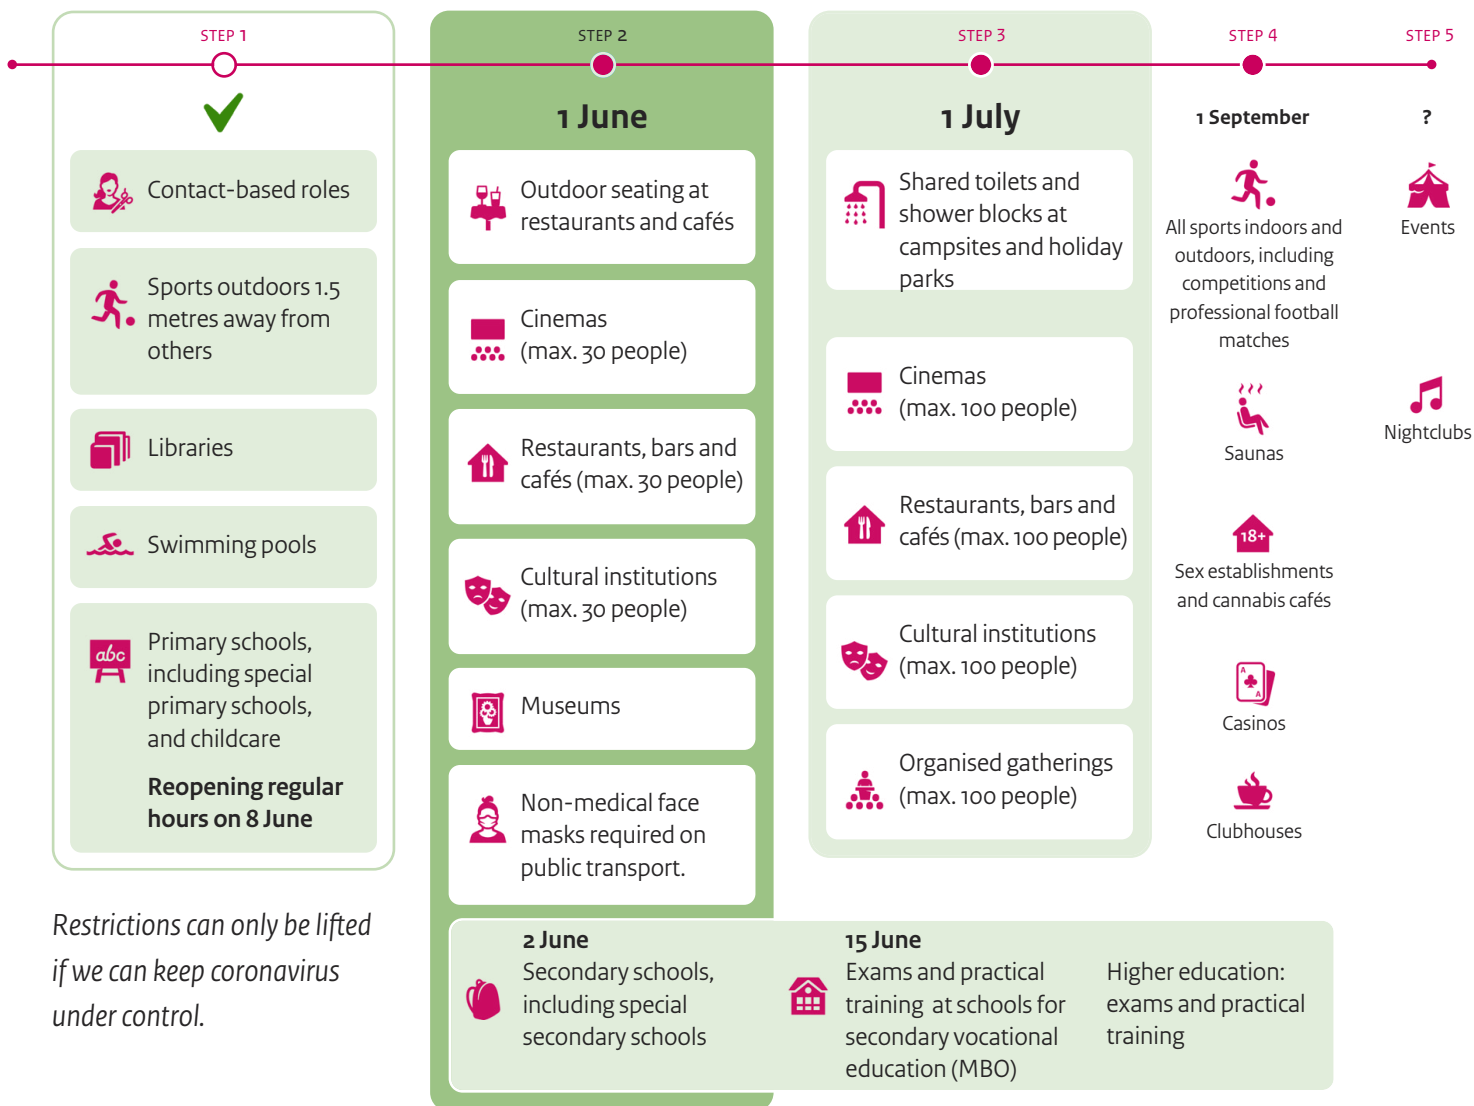 STEP 1
Contact-based roles
Sports outdoors 1.5
metres away from
others
Libraries
Swimming pools
abc
Primary schools,
including special
primary schools,
and childcare
Reopening regular
hours on 8 June
Restrictions can only be lifted
if we can keep coronavirus
under control.
STEP 2
1 June
Outdoor seating at
restaurants and cafés
Cinemas
(max. 30 people)
Restaurants, bars and
cafés (max. 30 people)
Cultural institutions
(max. 30 people)
Museums
Non-medical face
masks required on
public transport.
STEP 3
1 July
Shared toilets and
shower blocks at
campsites and holiday
parks
Cinemas
(max. 100 people)
Restaurants, bars and
cafés (max. 100 people)
Cultural institutions
(max. 100 people)
Organised gatherings
(max. 100 people)
STEP 4
1 September
All sports indoors and
outdoors, including
competitions and
professional football
matches
Saunas
18+
Sex establishments
and cannabis cafés
A
A
Casinos
Clubhouses
STEP 5
?
Events
Nightclubs
2 June
Secondary schools,
including special
secondary schools
15 June
Exams and practical
training at schools for
secondary vocational
education (MBO)
Higher education:
exams and practical
training